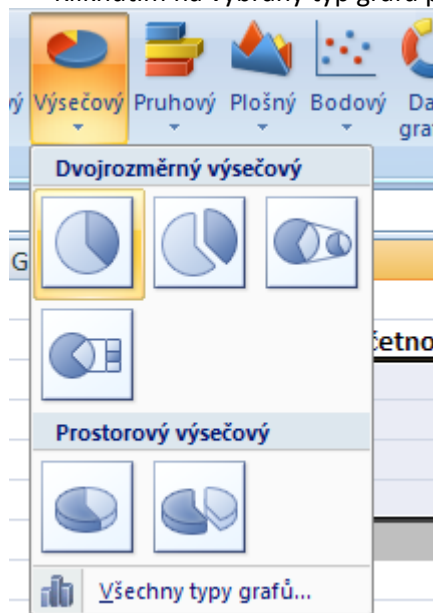 Výsečový Pruhový Plošný Bodový
Dvojrozměrný výsečový
G
Prostorový výsečový
Všechny typy grafů...